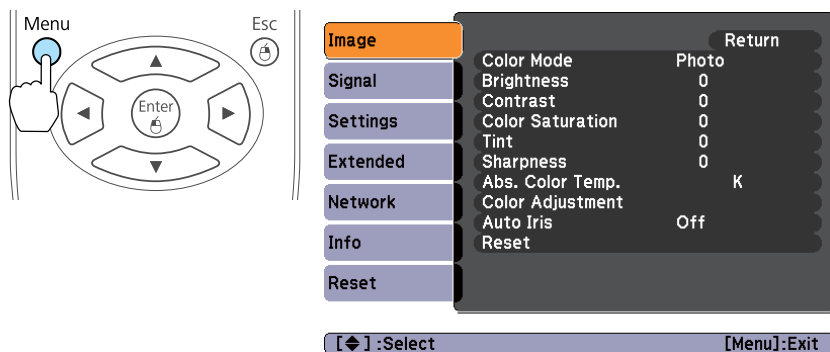 Menu
Esc
Enter
Image
Signal
Settings
Extended
Network
Info
Reset
Return
Color Mode Photo
Brightness 0
Contrast 0
Color Saturation 0
Tint 0
Sharpness 0
Abs. Color Temp. K
Color Adjustment
Auto Iris Off
Reset
[◆] :Select [Menu]:Exit